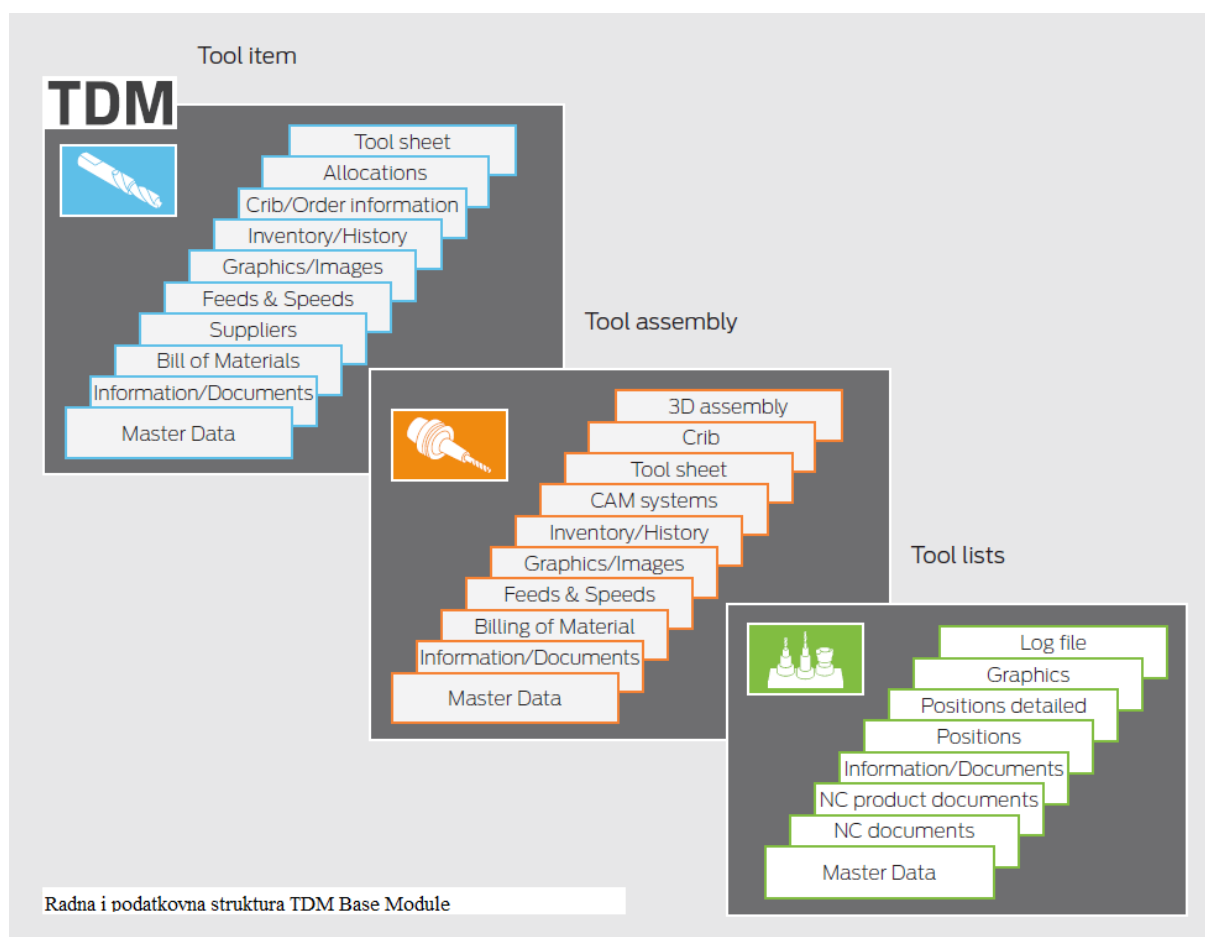 Tool item
TDM
Tool sheet
Allocations
Crib/Order information
Inventory/History
Graphics/Images
Feeds & Speeds
Suppliers
Bill of Materials
Information/Documents
Master Data
Tool assembly
3D assembly
Crib
Tool sheet
CAM systems
Inventory/History
Graphics/Images
Feeds & Speeds
Billing of Material
Information/Documents
Master Data
Tool lists
Log file
Graphics
Positions detailed
Positions
Information/Documents
NC product documents
NC documents
Master Data
Radna i podatkovna struktura TDM Base Module